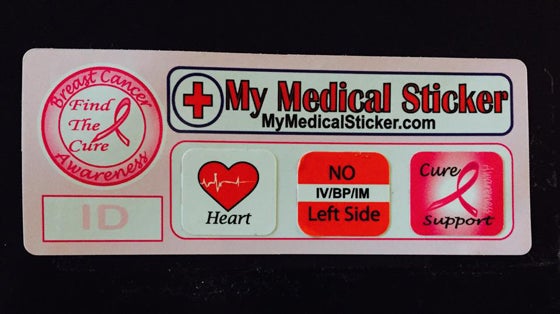 Breast Cancer
Find
The
Cure
Awareness
ID
My Medical Sticker
MyMedicalSticker.com
Heart
NO
IV/BP/IM
Left Side
Cure
Awareness
Support